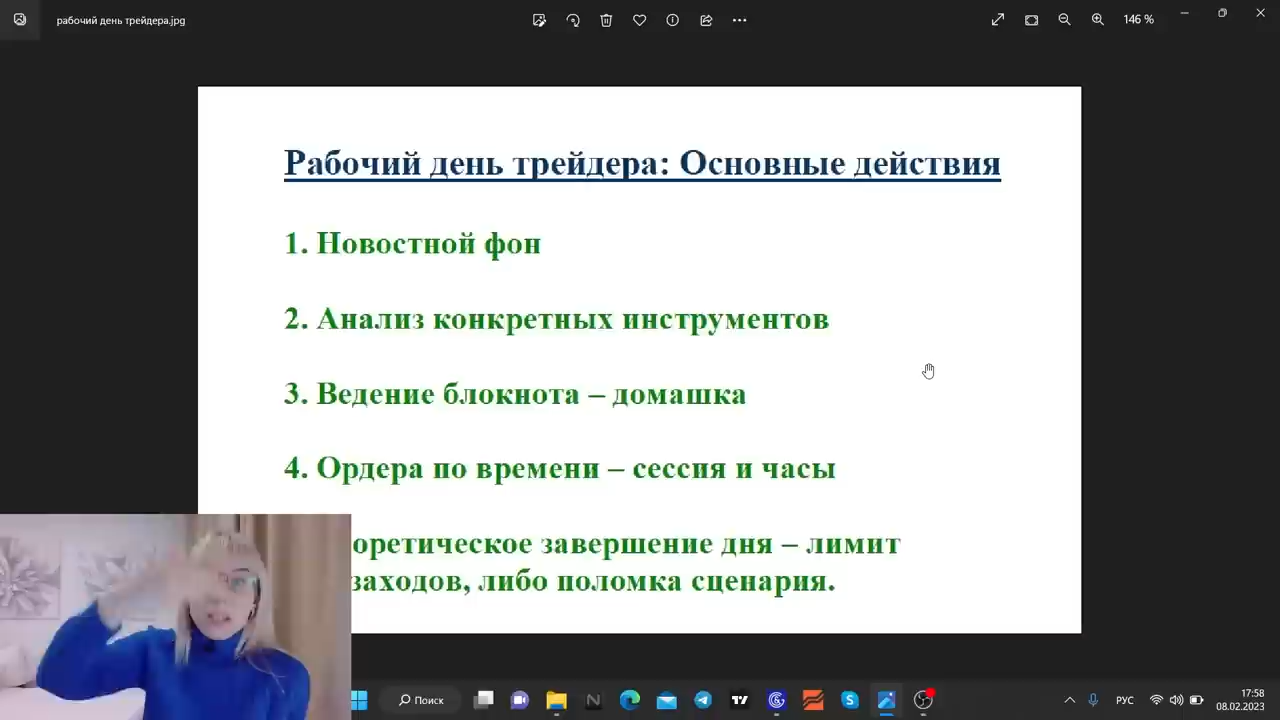 рабочий день трейдера.jpg
146 %
Рабочий день трейдера: Основные действия
1. Новостной фон
2. Анализ конкретных инструментов
3. Ведение блокнота – домашка
4. Ордера по времени – сессия и часы
оретическое завершение дня – лимит
заходов, либо поломка сценария.
Поиск
РУС
17:58
08.02.2023